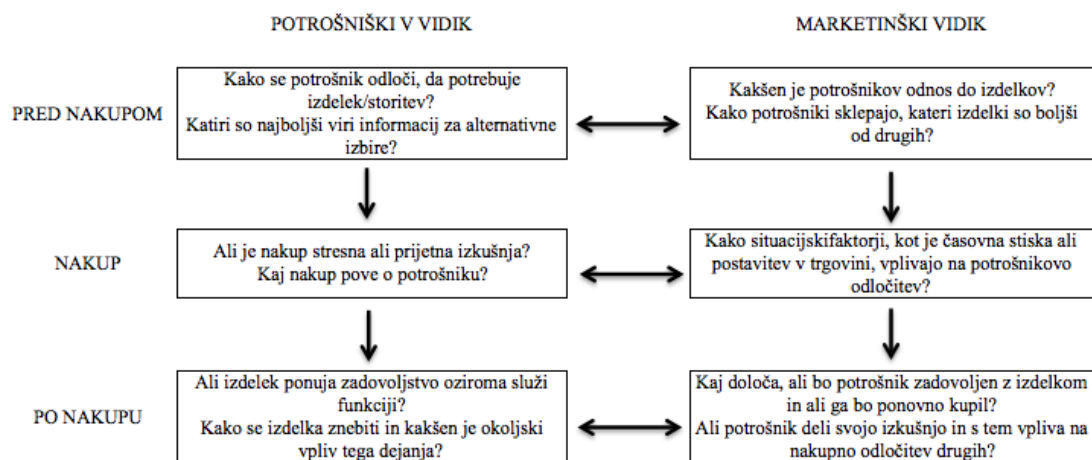 POTROŠNIŠKI V VIDIK
MARKETINŠKI VIDIK
PRED NAKUPOM
Kako se potrošnik odloči, da potrebuje
izdelek/storitev?
Katiri so najboljši viri informacij za alternativne
izbire?
Kakšen je potrošnikov odnos do izdelkov?
Kako potrošniki sklepajo, kateri izdelki so boljši
od drugih?
NAKUP
Ali je nakup stresna ali prijetna izkušnja?
Kaj nakup pove o potrošniku?
Kako situacijskifaktorji, kot je časovna stiska ali
postavitev v trgovini, vplivajo na potrošnikovo
odločitev?
PO NAKUPU
Ali izdelek ponuja zadovoljstvo oziroma služi
funkciji?
Kako se izdelka znebiti in kakšen je okoljski
vpliv tega dejanja?
Kaj določa, ali bo potrošnik zadovoljen z izdelkom
in ali ga bo ponovno kupil?
Ali potrošnik deli svojo izkušnjo in s tem vpliva na
nakupno odločitev drugih?